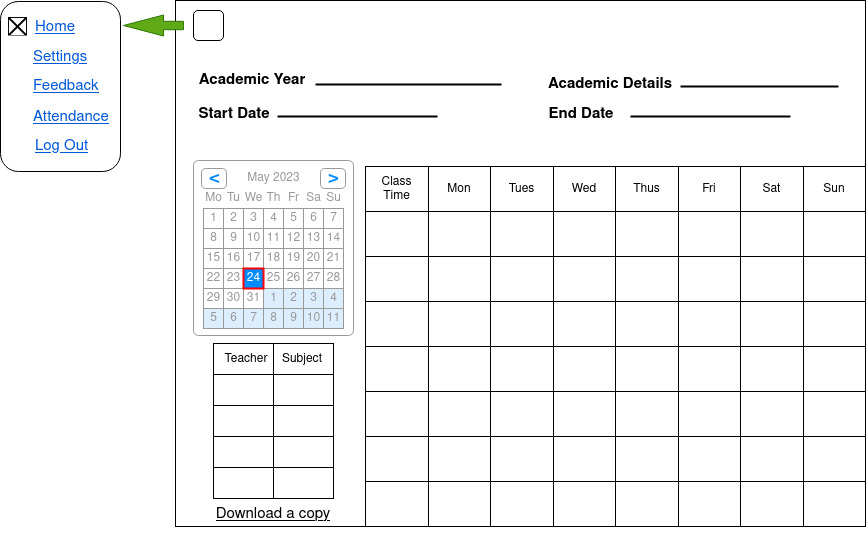 Home
Settings
Feedback
Attendance
Log Out
Academic Year
Academic Details
Start Date
End Date
< May 2023 >
Mo Tu We Th Fr Sa Su
1 2 3 4 5 6 7
8 9 10 11 12 13 14
15 16 17 18 19 20 21
22 23 24 25 26 27 28
29 30 31 1 2 3 4
5 6 7 8 9 10 11
Teacher Subject
Download a copy
Class
Time Mon Tues Wed Thus Fri Sat Sun